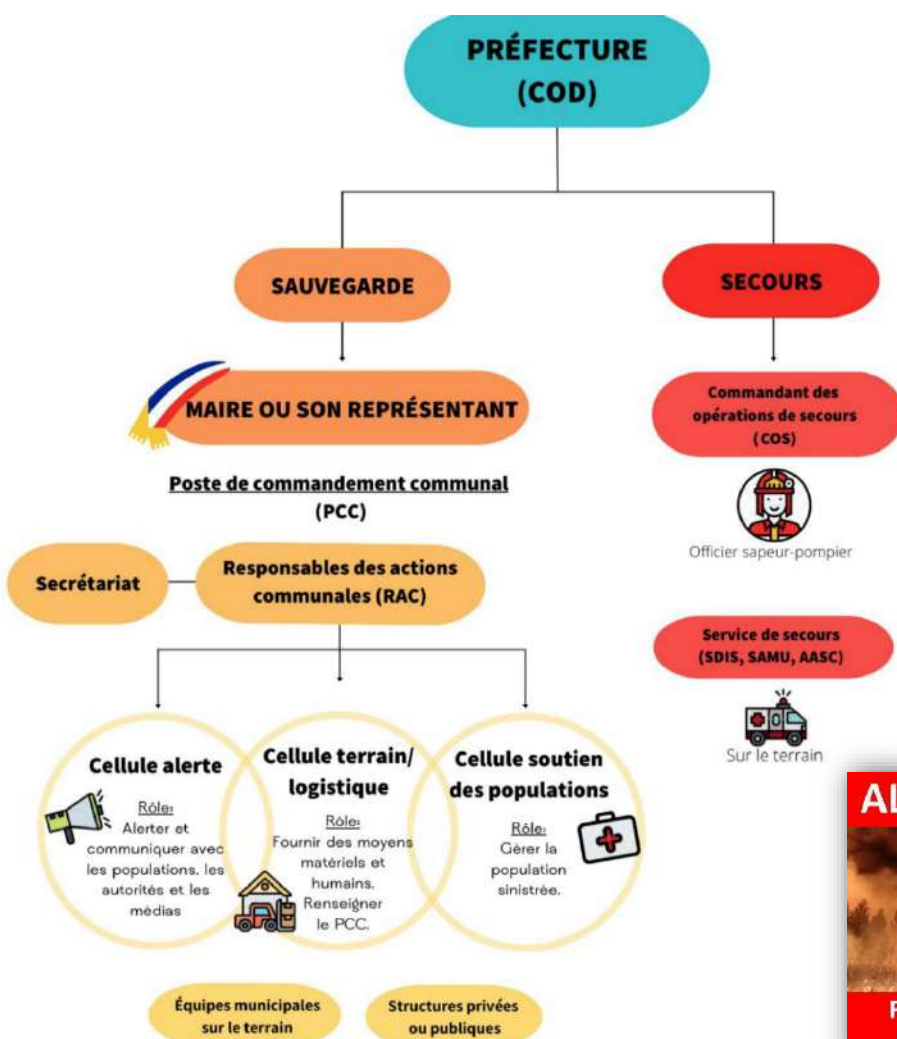 PRÉFECTURE
(COD)
SAUVEGARDE
SECOURS
MAIRE OU SON REPRÉSENTANT
Commandant des
opérations de secours
(COS)
Poste de commandement communal
(PCC)
Officier sapeur-pompier
Secrétariat
Responsables des actions
communales (RAC)
Service de secours
(SDIS, SAMU, AASC)
Sur le terrain
Cellule alerte
Rôle:
Alerter et
communiquer avec
les populations, les
autorités et les
médias
Cellule terrain/
logistique
Rôle:
Fournir des moyens
matériels et
humains.
Renseigner
le PCC.
Cellule soutien
des populations
Rôle:
Gérer la
population
sinistrée.
Équipes municipales
sur le terrain
Structures privées
ou publiques